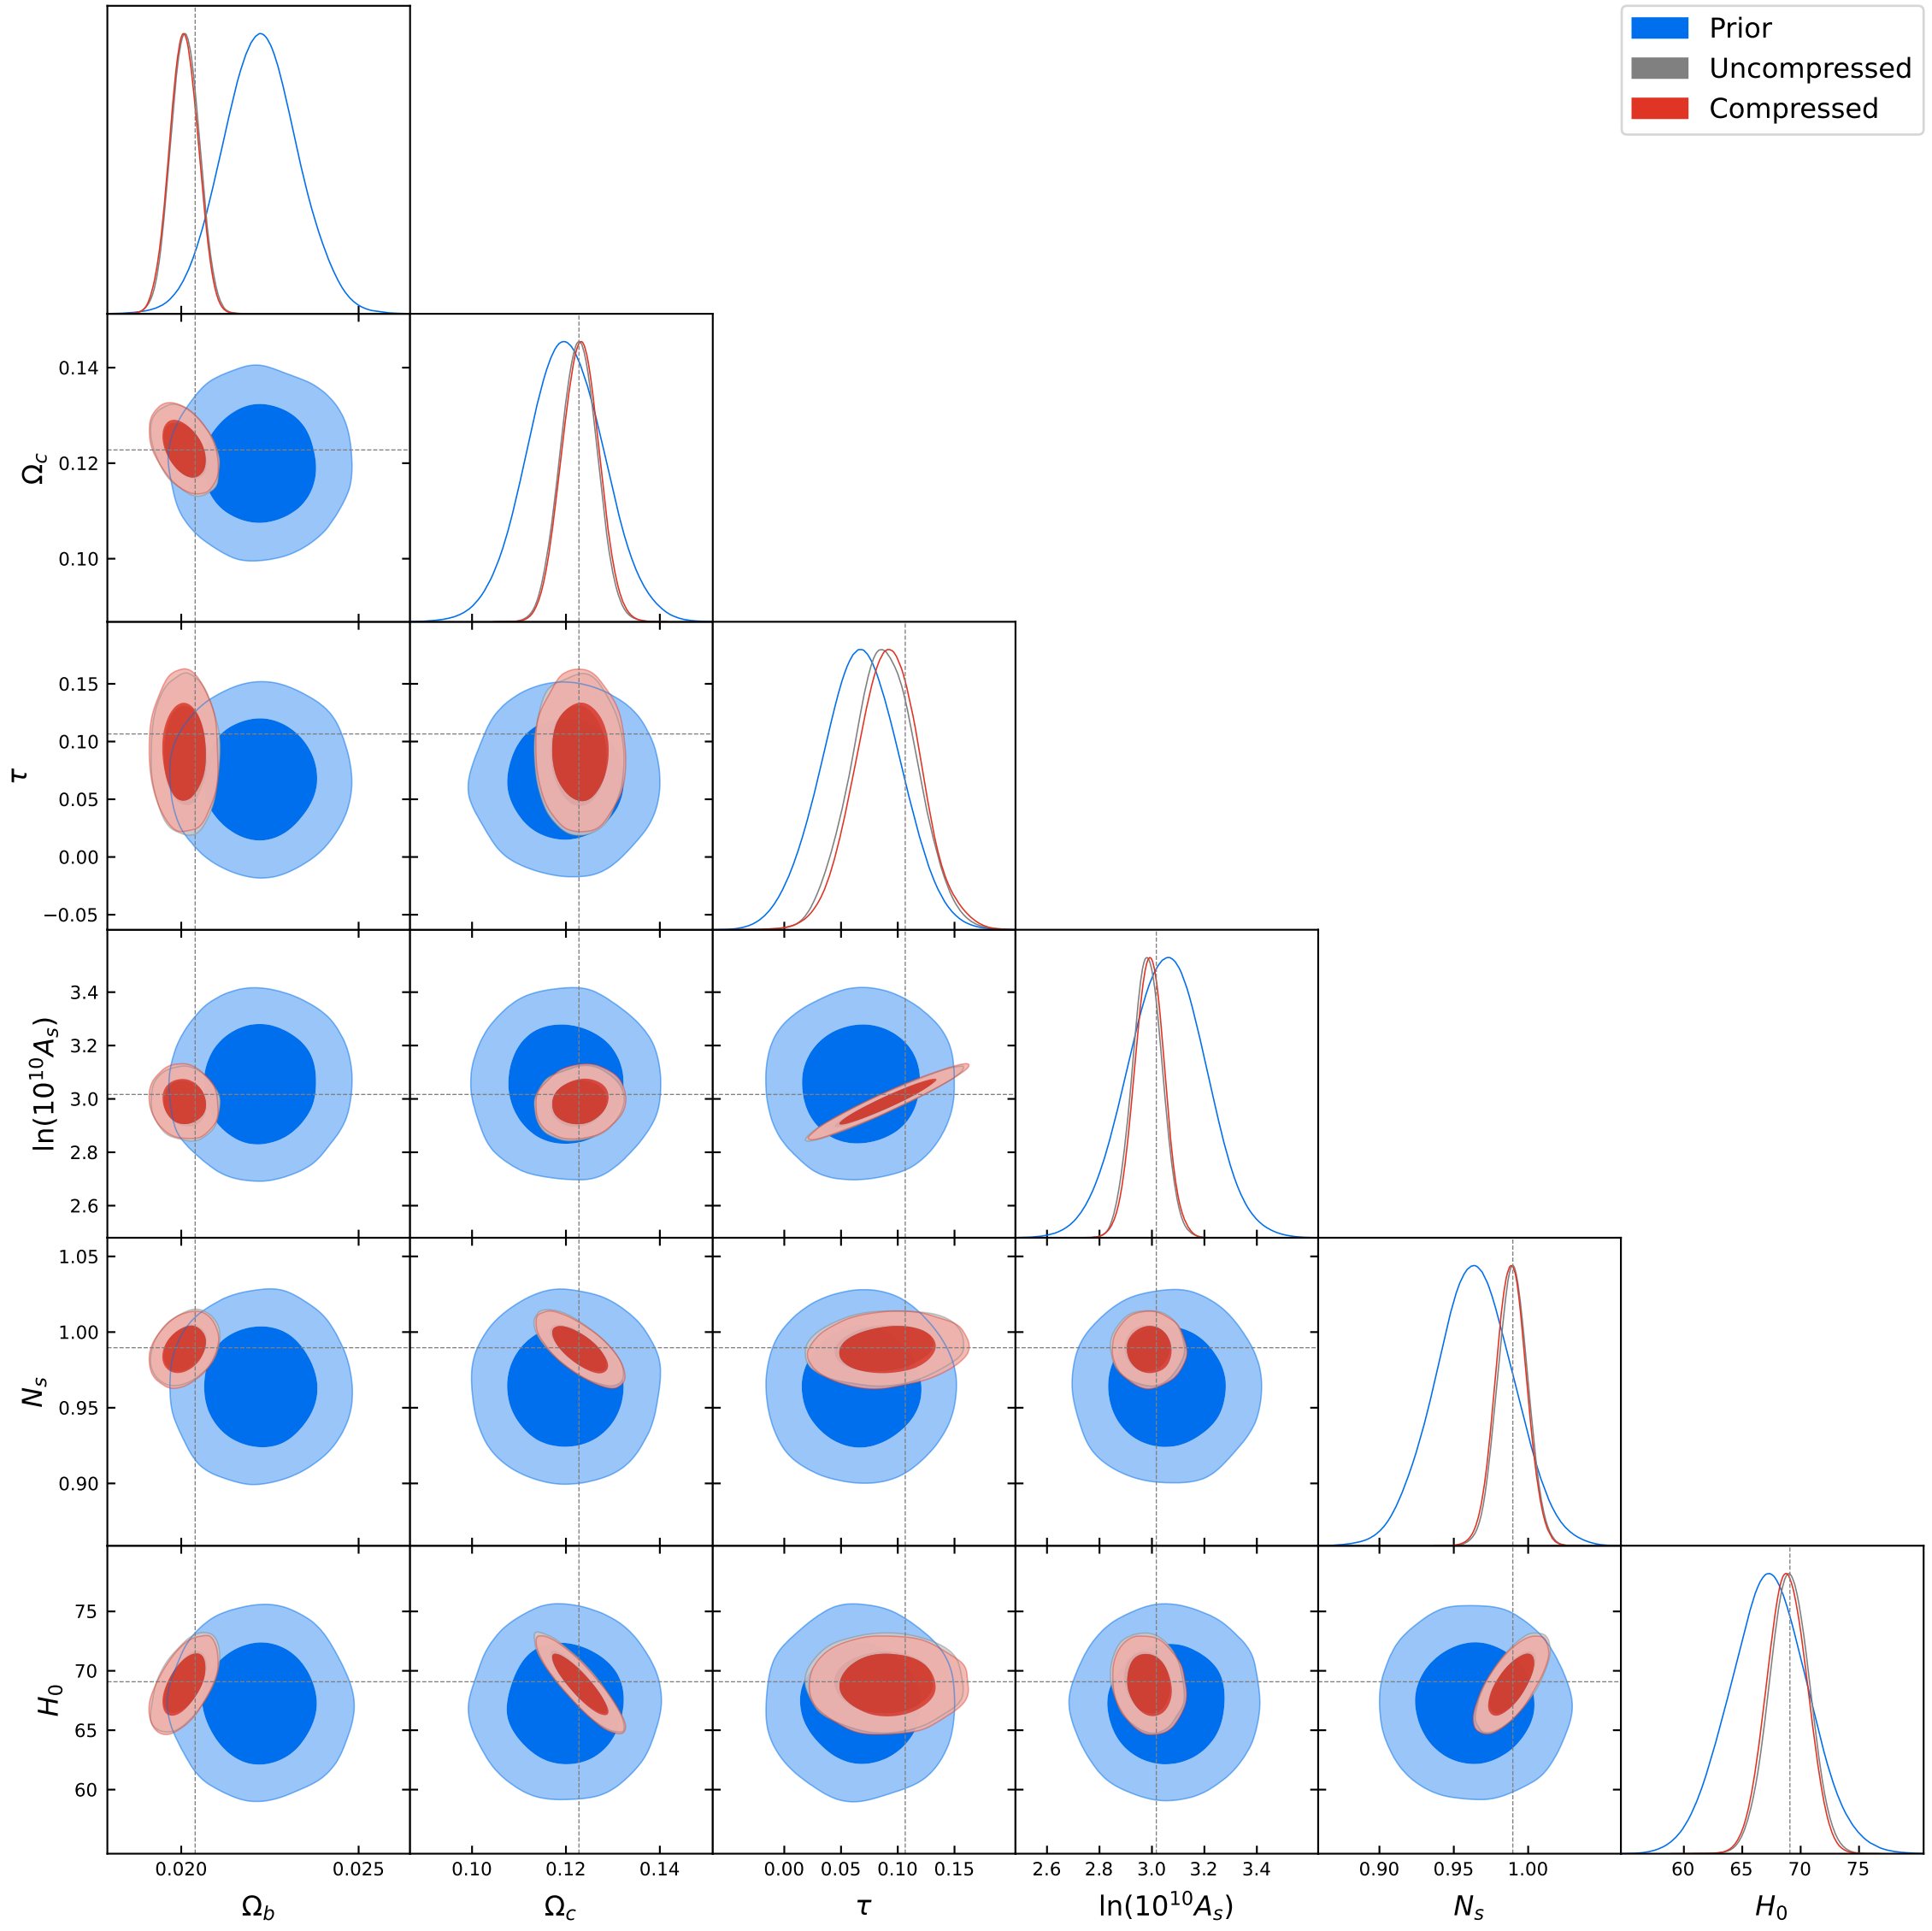 Prior
Uncompressed
Compressed
0.14
0.12
0.10
Ω_c
0.15
0.10
0.05
0.00
−0.05
τ
3.4
3.2
3.0
2.8
2.6
ln(10^{10}A_s)
1.05
1.00
0.95
0.90
N_s
75
70
65
60
H_0
0.020 0.025 0.10 0.12 0.14 0.00 0.05 0.10 0.15 2.6 2.8 3.0 3.2 3.4 0.90 0.95 1.00 60 65 70 75
Ω_b Ω_c τ ln(10^{10}A_s) N_s H_0